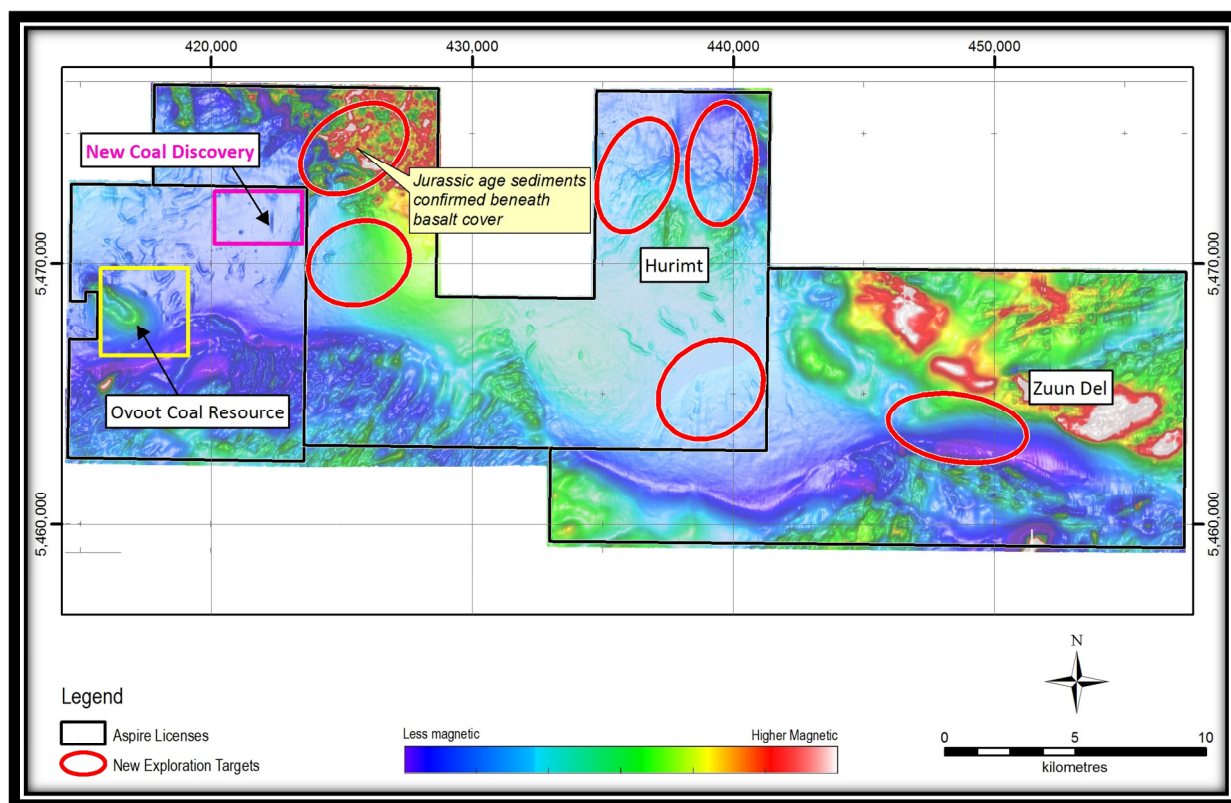 420,000
430,000
440,000
450,000
New Coal Discovery
Jurassic age sediments
confirmed beneath
basalt cover
5,470,000
Hurimt
5,470,000
Ovoot Coal Resource
Zuun Del
5,460,000
5,460,000
N
Legend
Aspire Licenses
New Exploration Targets
Less magnetic
Higher Magnetic
0
5
10
kilometres